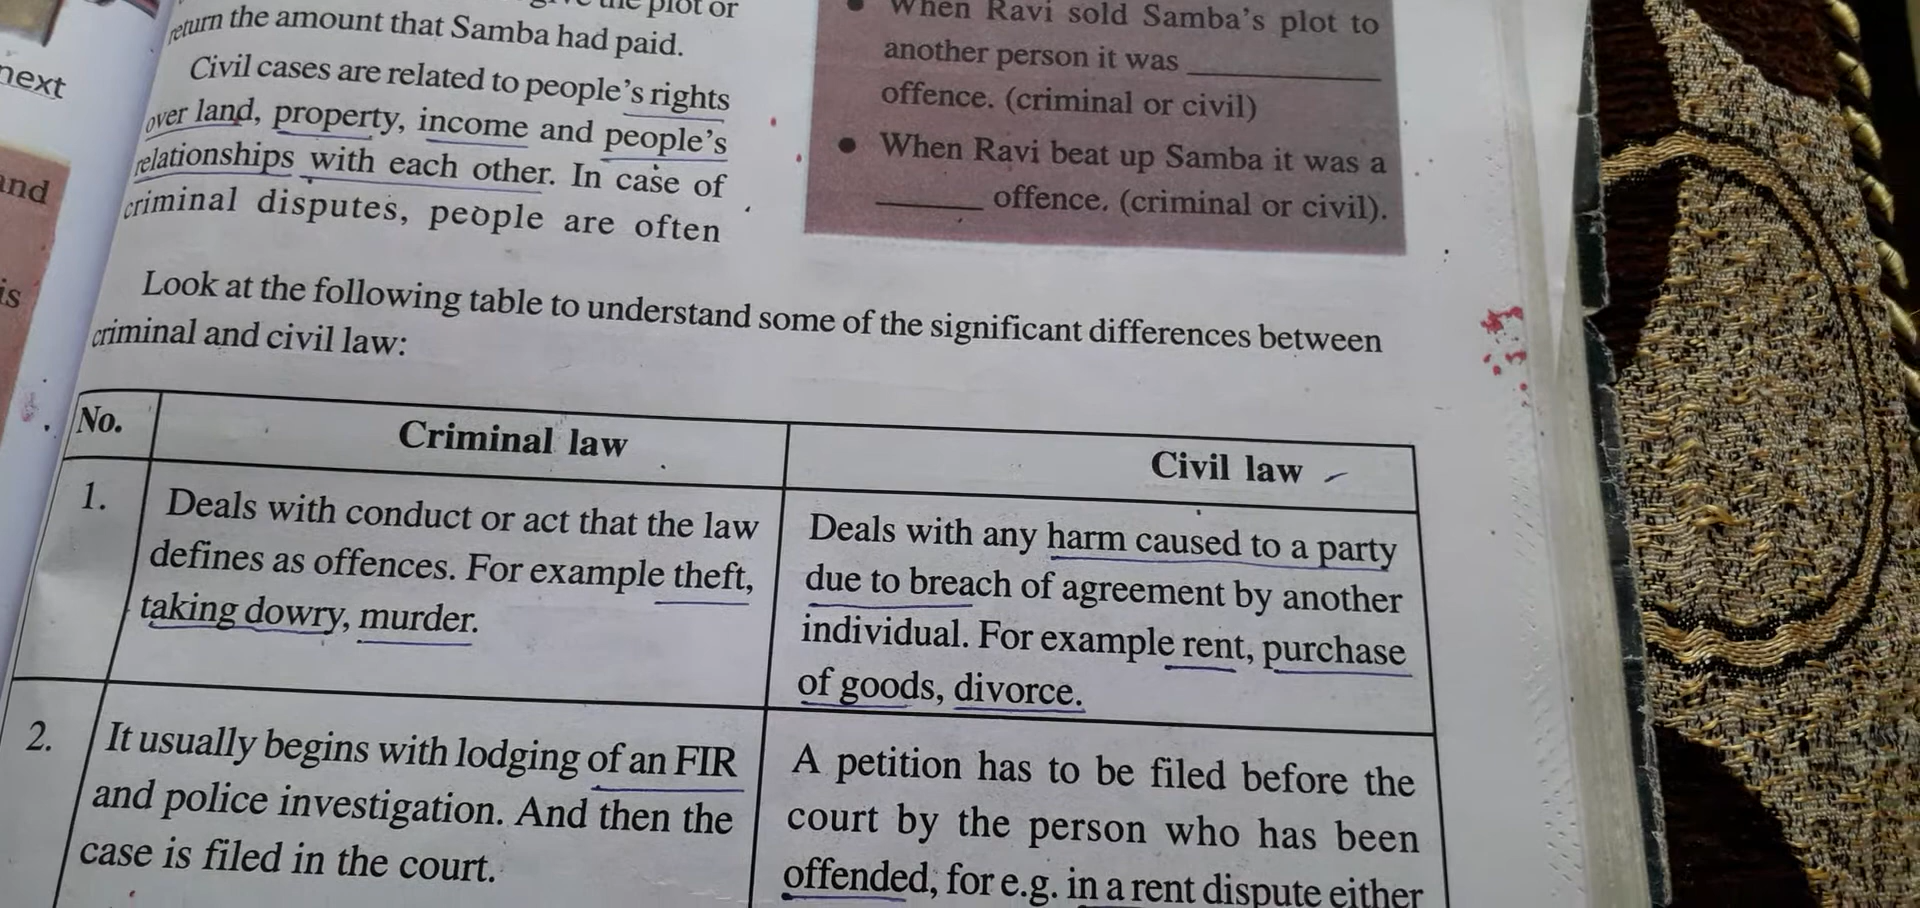 the plot or
return the amount that Samba had paid.
Civil cases are related to people's rights
over land, property, income and people's
relationships with each other. In case of
criminal disputes, people are often
When Ravi sold Samba's plot to
another person it was ____________
offence. (criminal or civil)
When Ravi beat up Samba it was a
_______ offence. (criminal or civil).
next
and
is
Look at the following table to understand some of the significant differences between
criminal and civil law:
No.
Criminal law
Civil law
1.
Deals with conduct or act that the law
defines as offences. For example theft,
taking dowry, murder.
Deals with any harm caused to a party
due to breach of agreement by another
individual. For example rent, purchase
of goods, divorce.
2.
It usually begins with lodging of an FIR
and police investigation. And then the
case is filed in the court.
A petition has to be filed before the
court by the person who has been
offended, for e.g. in a rent dispute either